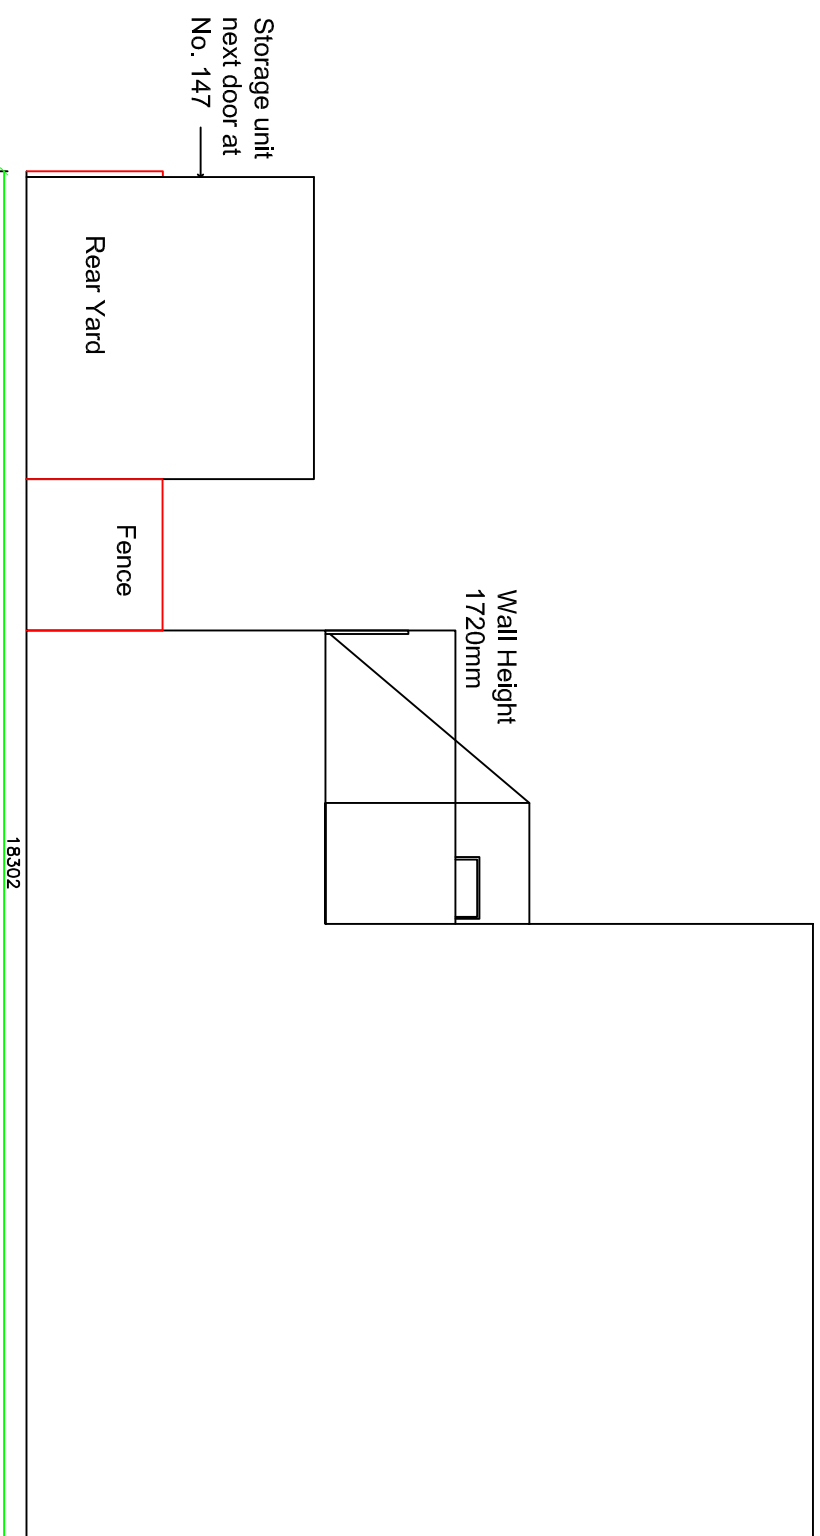 Storage unit
next door at
No. 147
Rear Yard
Fence
Wall Height
1720mm
18302